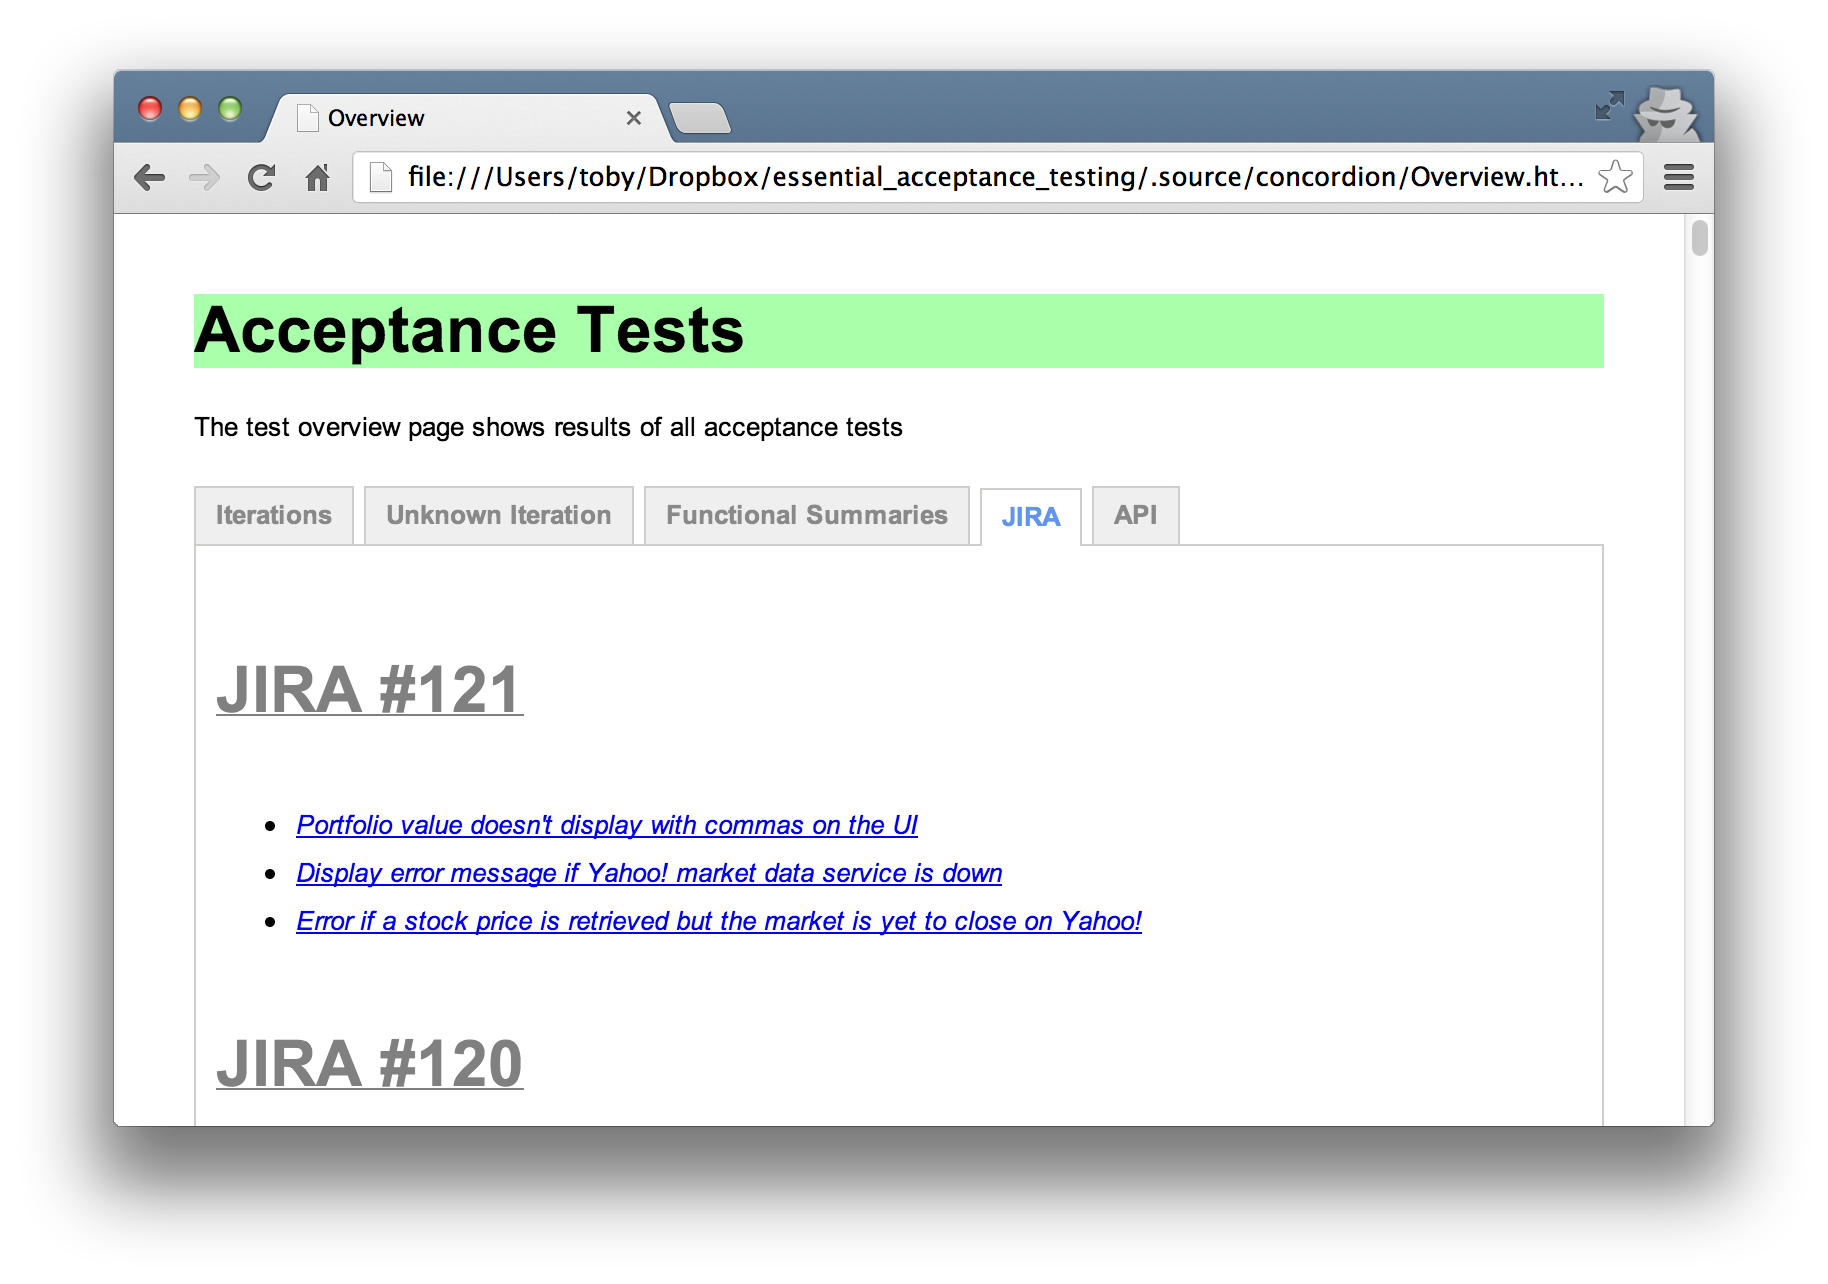 Overview
file:///Users/toby/Dropbox/essential_acceptance_testing/.source/concordion/Overview.ht...
Acceptance Tests
The test overview page shows results of all acceptance tests
Iterations
Unknown Iteration
Functional Summaries
JIRA
API
JIRA #121
Portfolio value doesn't display with commas on the UI
Display error message if Yahoo! market data service is down
Error if a stock price is retrieved but the market is yet to close on Yahoo!
JIRA #120